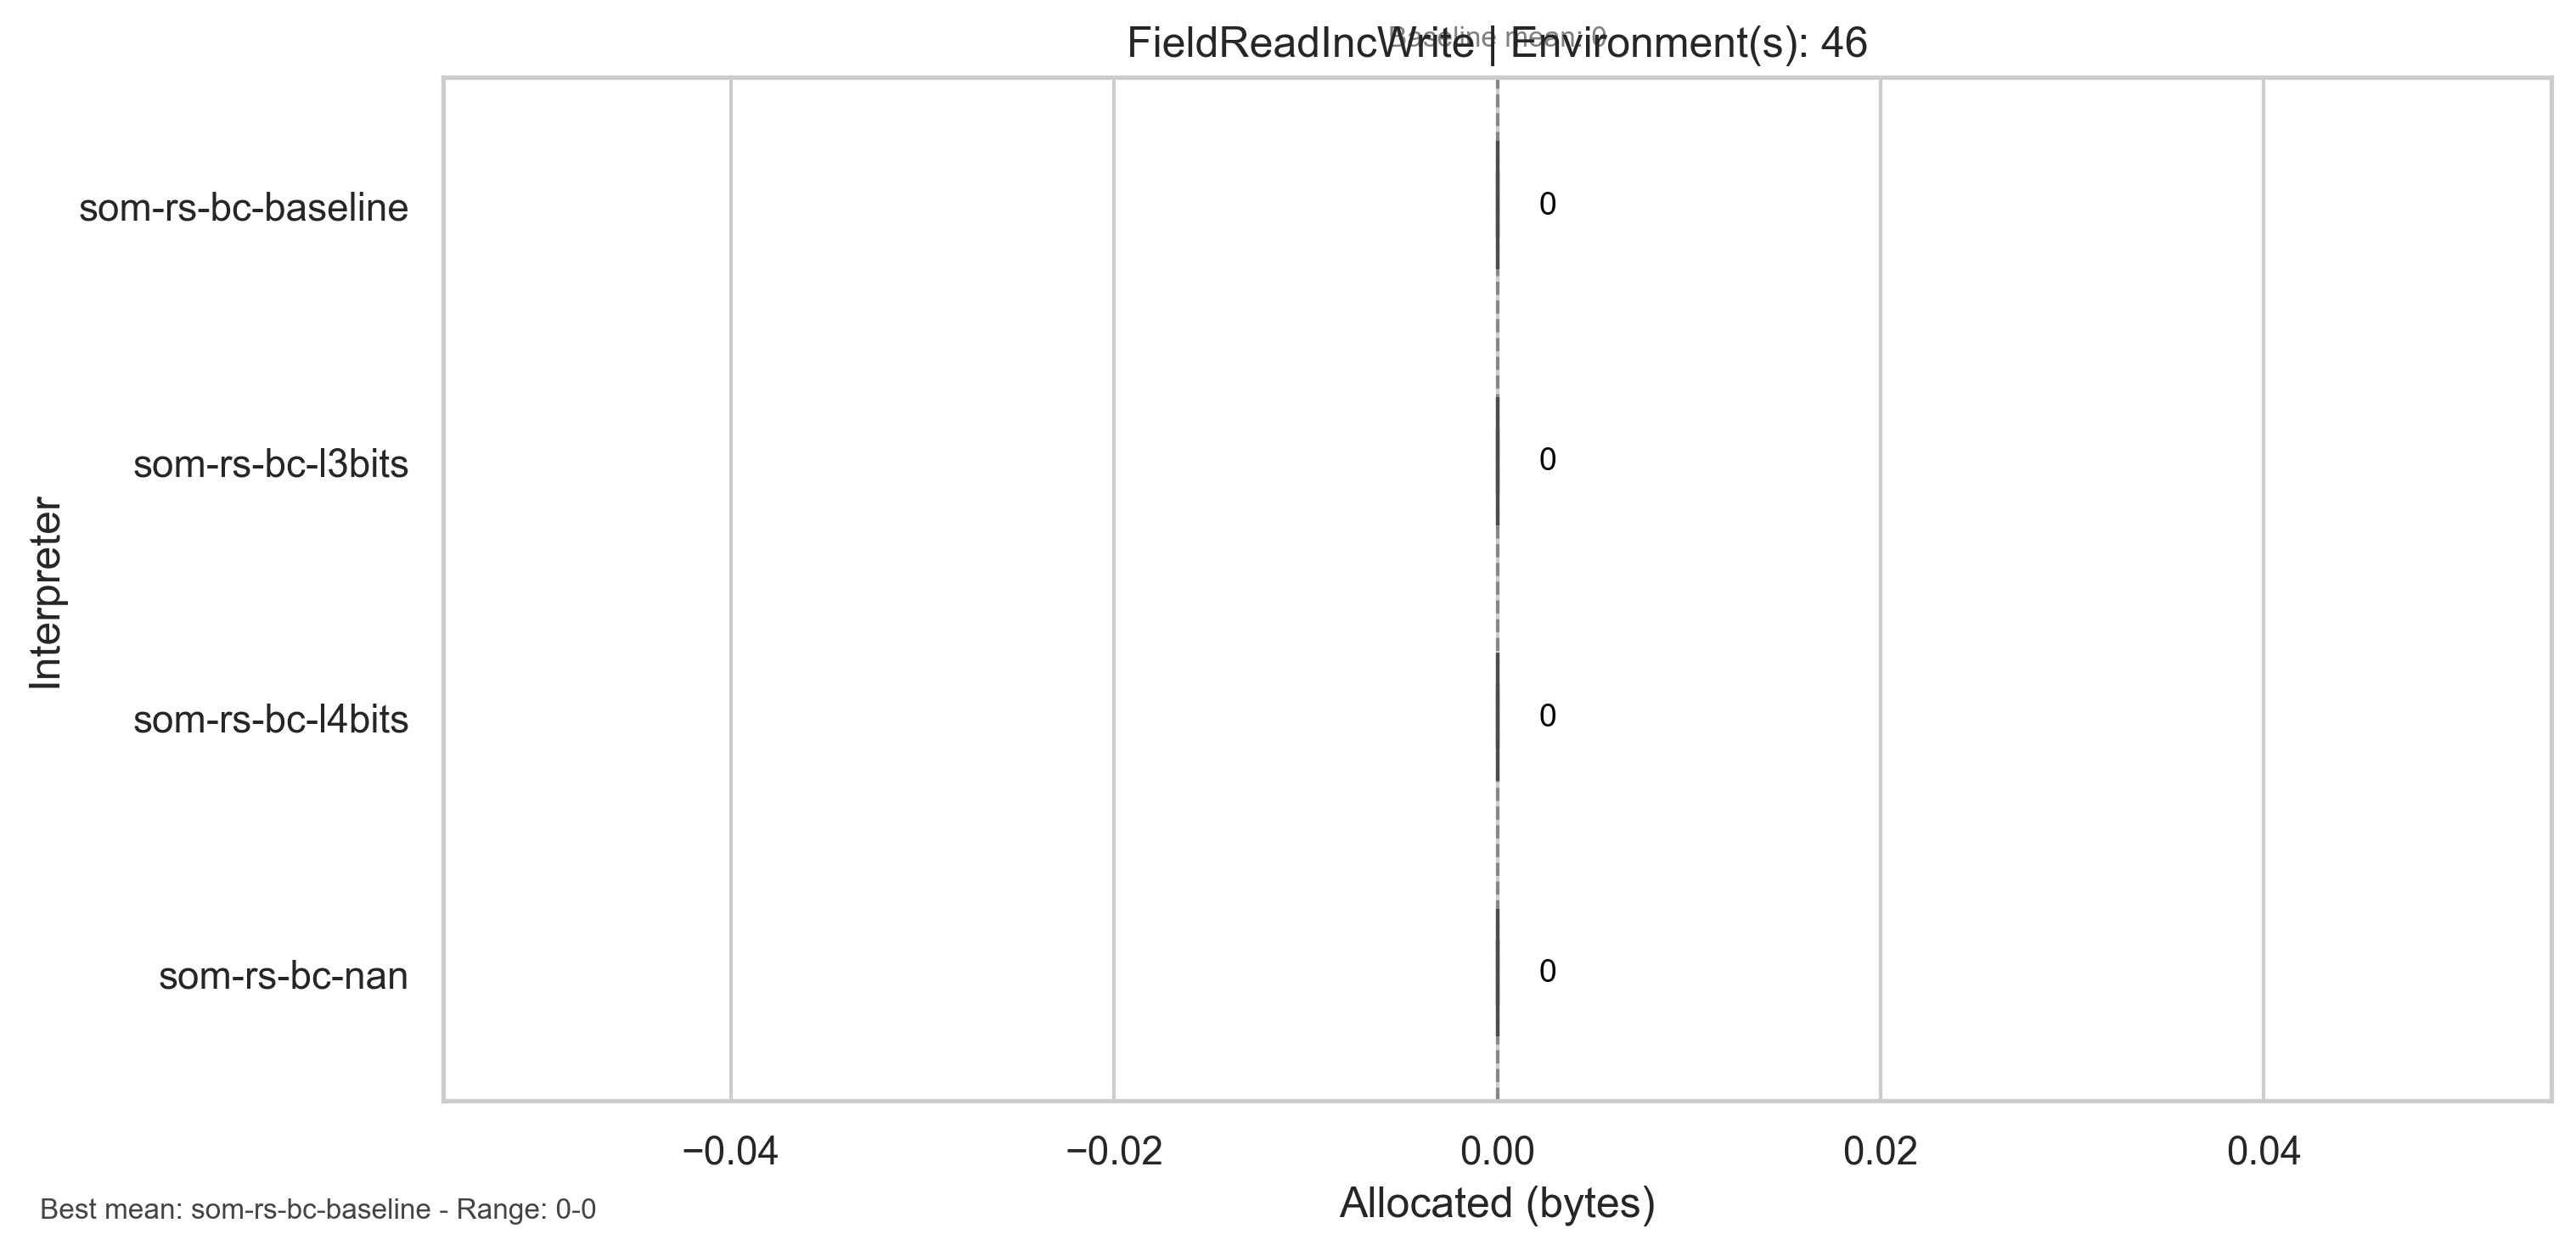 Baseline mean: 0
FieldReadIncWrite | Environment(s): 46
som-rs-bc-baseline
0
som-rs-bc-l3bits
0
som-rs-bc-l4bits
0
som-rs-bc-nan
0
Interpreter
−0.04
−0.02
0.00
0.02
0.04
Allocated (bytes)
Best mean: som-rs-bc-baseline - Range: 0-0